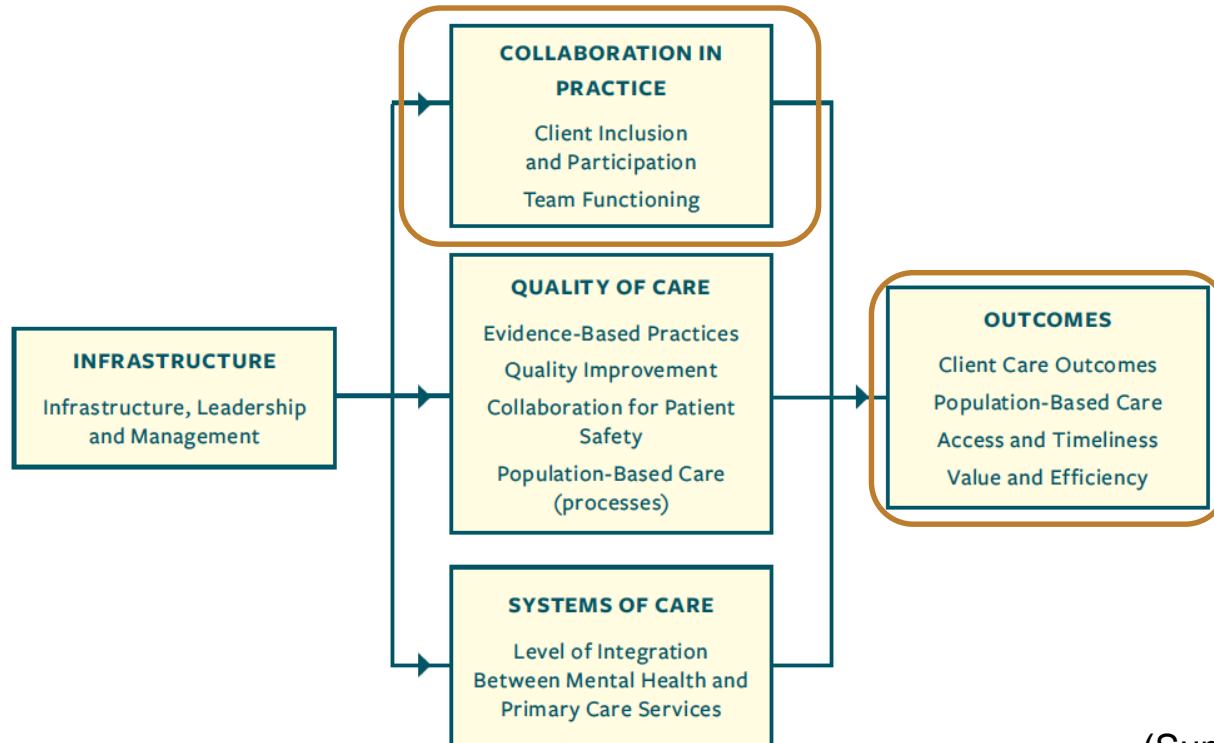 COLLABORATION IN
PRACTICE
Client Inclusion
and Participation
Team Functioning
INFRASTRUCTURE
Infrastructure, Leadership
and Management
QUALITY OF CARE
Evidence-Based Practices
Quality Improvement
Collaboration for Patient
Safety
Population-Based Care
(processes)
OUTCOMES
Client Care Outcomes
Population-Based Care
Access and Timeliness
Value and Efficiency
SYSTEMS OF CARE
Level of Integration
Between Mental Health and
Primary Care Services